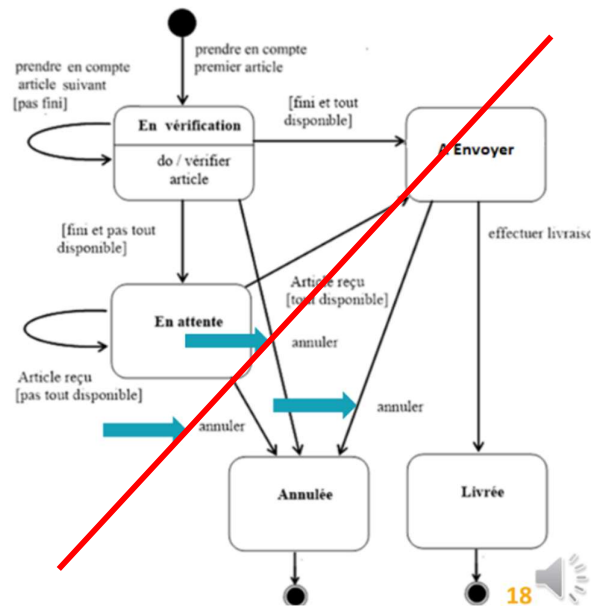 prendre en compte
premier article
prendre en compte
article suivant
[pas fini]
En vérification
do / vérifier
article
[fini et tout
disponible]
A Envoyer
[fini et pas tout
disponible]
effectuer livraiso
Article reçu
[tout disponible]
En attente
annuler
Article reçu
[pas tout disponible]
annuler
annuler
Annulée
Livrée
18